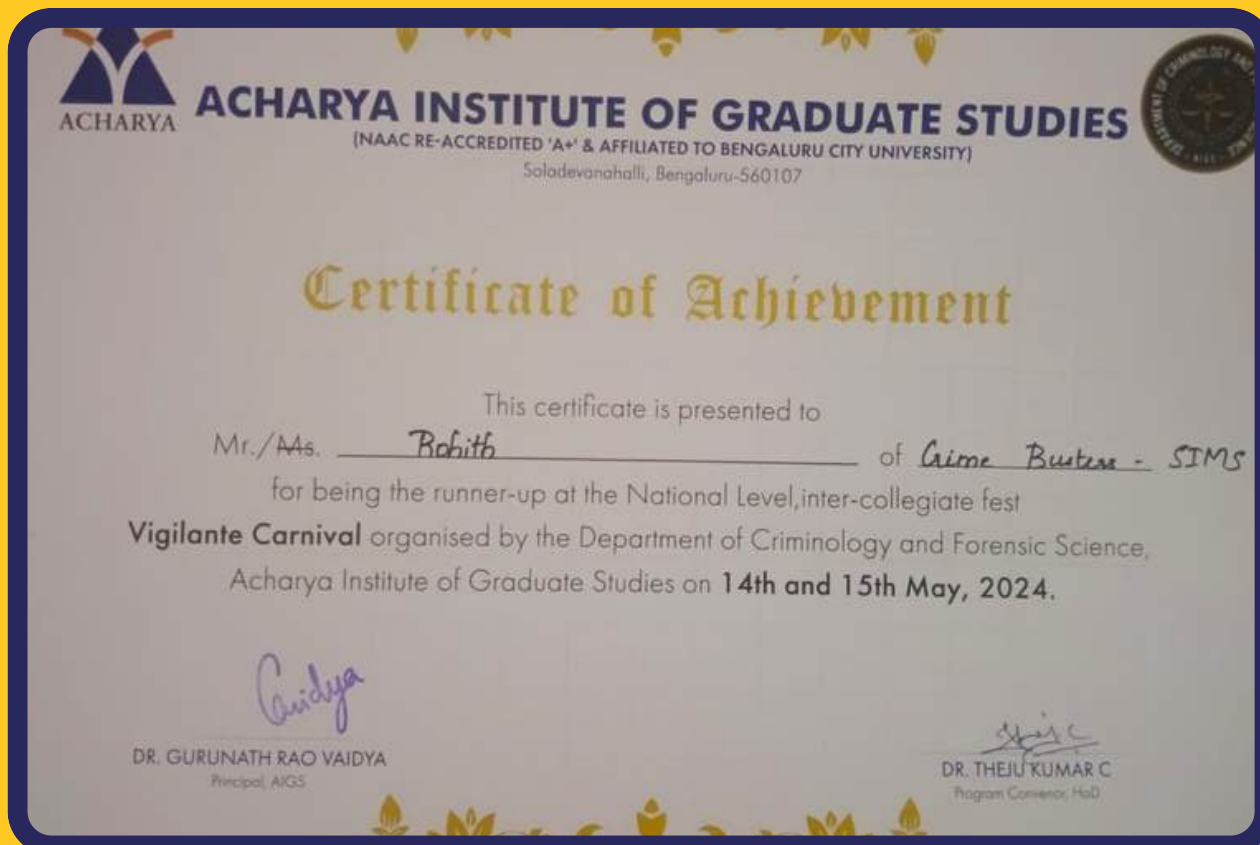 ACHARYA
ACHARYA INSTITUTE OF GRADUATE STUDIES
(NAAC RE-ACCREDITED 'A+' & AFFILIATED TO BENGALURU CITY UNIVERSITY)
Soladevanahalli, Bengaluru-560107
DEPARTMENT OF CRIMINOLOGY AND
Certificate of Achievement
This certificate is presented to
Mr./Ms. Rohith of Crime Busters - SIMS
for being the runner-up at the National Level,inter-collegiate fest
Vigilante Carnival organised by the Department of Criminology and Forensic Science,
Acharya Institute of Graduate Studies on 14th and 15th May, 2024.
DR. GURUNATH RAO VAIDYA
Principal, AIGS
DR. THEJU KUMAR C
Program Convenor, HoD